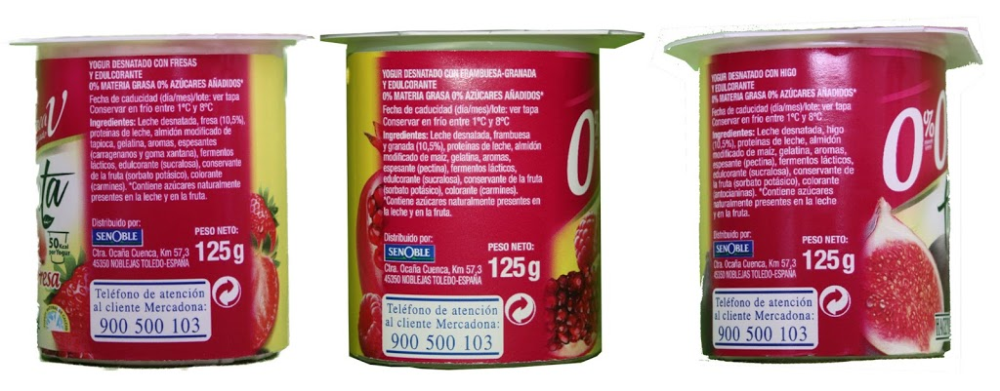 YOGUR DESNATADO CON FRESAS
Y EDULCORANTE
0% MATERIA GRASA 0% AZÚCARES AÑADIDOS*
Fecha de caducidad (día/mes)/lote: ver tapa
Conservar en frío entre 1ºC y 8ºC
Ingredientes: Leche desnatada, fresa (10,5%),
proteínas de leche, almidón modificado de
tapioca, gelatina, aromas, espesantes
(carragenanos y goma xantana), fermentos
lácticos, edulcorante (sucralosa), conservante
de la fruta (sorbato potásico), colorante
(carmines). *Contiene azúcares naturalmente
presentes en la leche y en la fruta.
Distribuido por:
SENOBLE
Ctra. Ocaña Cuenca, Km 57,3
45350 NOBLEJAS TOLEDO-ESPAÑA
PESO NETO:
125g
Teléfono de atención
al cliente Mercadona:
900 500 103
V
ta
50kcal
por Yogur
resa
YOGUR DESNATADO CON FRAMBUESA-GRANADA
Y EDULCORANTE
0% MATERIA GRASA 0% AZÚCARES AÑADIDOS*
Fecha de caducidad (día/mes)/lote: ver tapa
Conservar en frío entre 1ºC y 8ºC
Ingredientes: Leche desnatada, frambuesa
y granada (10,5%), proteínas de leche, almidón
modificado de maíz, gelatina, aromas,
espesante (pectina), fermentos lácticos,
edulcorante (sucralosa), conservante de la fruta
(sorbato potásico), colorante (carmines).
*Contiene azúcares naturalmente presentes en
la leche y en la fruta.
Distribuido por:
SENOBLE
Ctra. Ocaña Cuenca, Km 57,3
45350 NOBLEJAS TOLEDO-ESPAÑA
PESO NETO:
125g
Teléfono de atención
al cliente Mercadona:
900 500 103
0
YOGUR DESNATADO CON HIGO
Y EDULCORANTE
0% MATERIA GRASA 0% AZÚCARES AÑADIDOS*
Fecha de caducidad (día/mes)/lote: ver tapa
Conservar en frío entre 1ºC y 8ºC
Ingredientes: Leche desnatada, higo
(10,5%), proteínas de leche, almidón
modificado de maíz, gelatina, aromas,
espesante (pectina), fermentos lácticos,
edulcorante (sucralosa), conservante de
la fruta (sorbato potásico), colorante
(antocianinas). *Contiene azúcares
naturalmente presentes en la leche
y en la fruta.
Distribuido por:
SENOBLE
Ctra. Ocaña Cuenca, Km 57,3
45350 NOBLEJAS TOLEDO-ESPAÑA
PESO NETO:
125g
Teléfono de atención
al cliente Mercadona:
900 500 103
0% 0